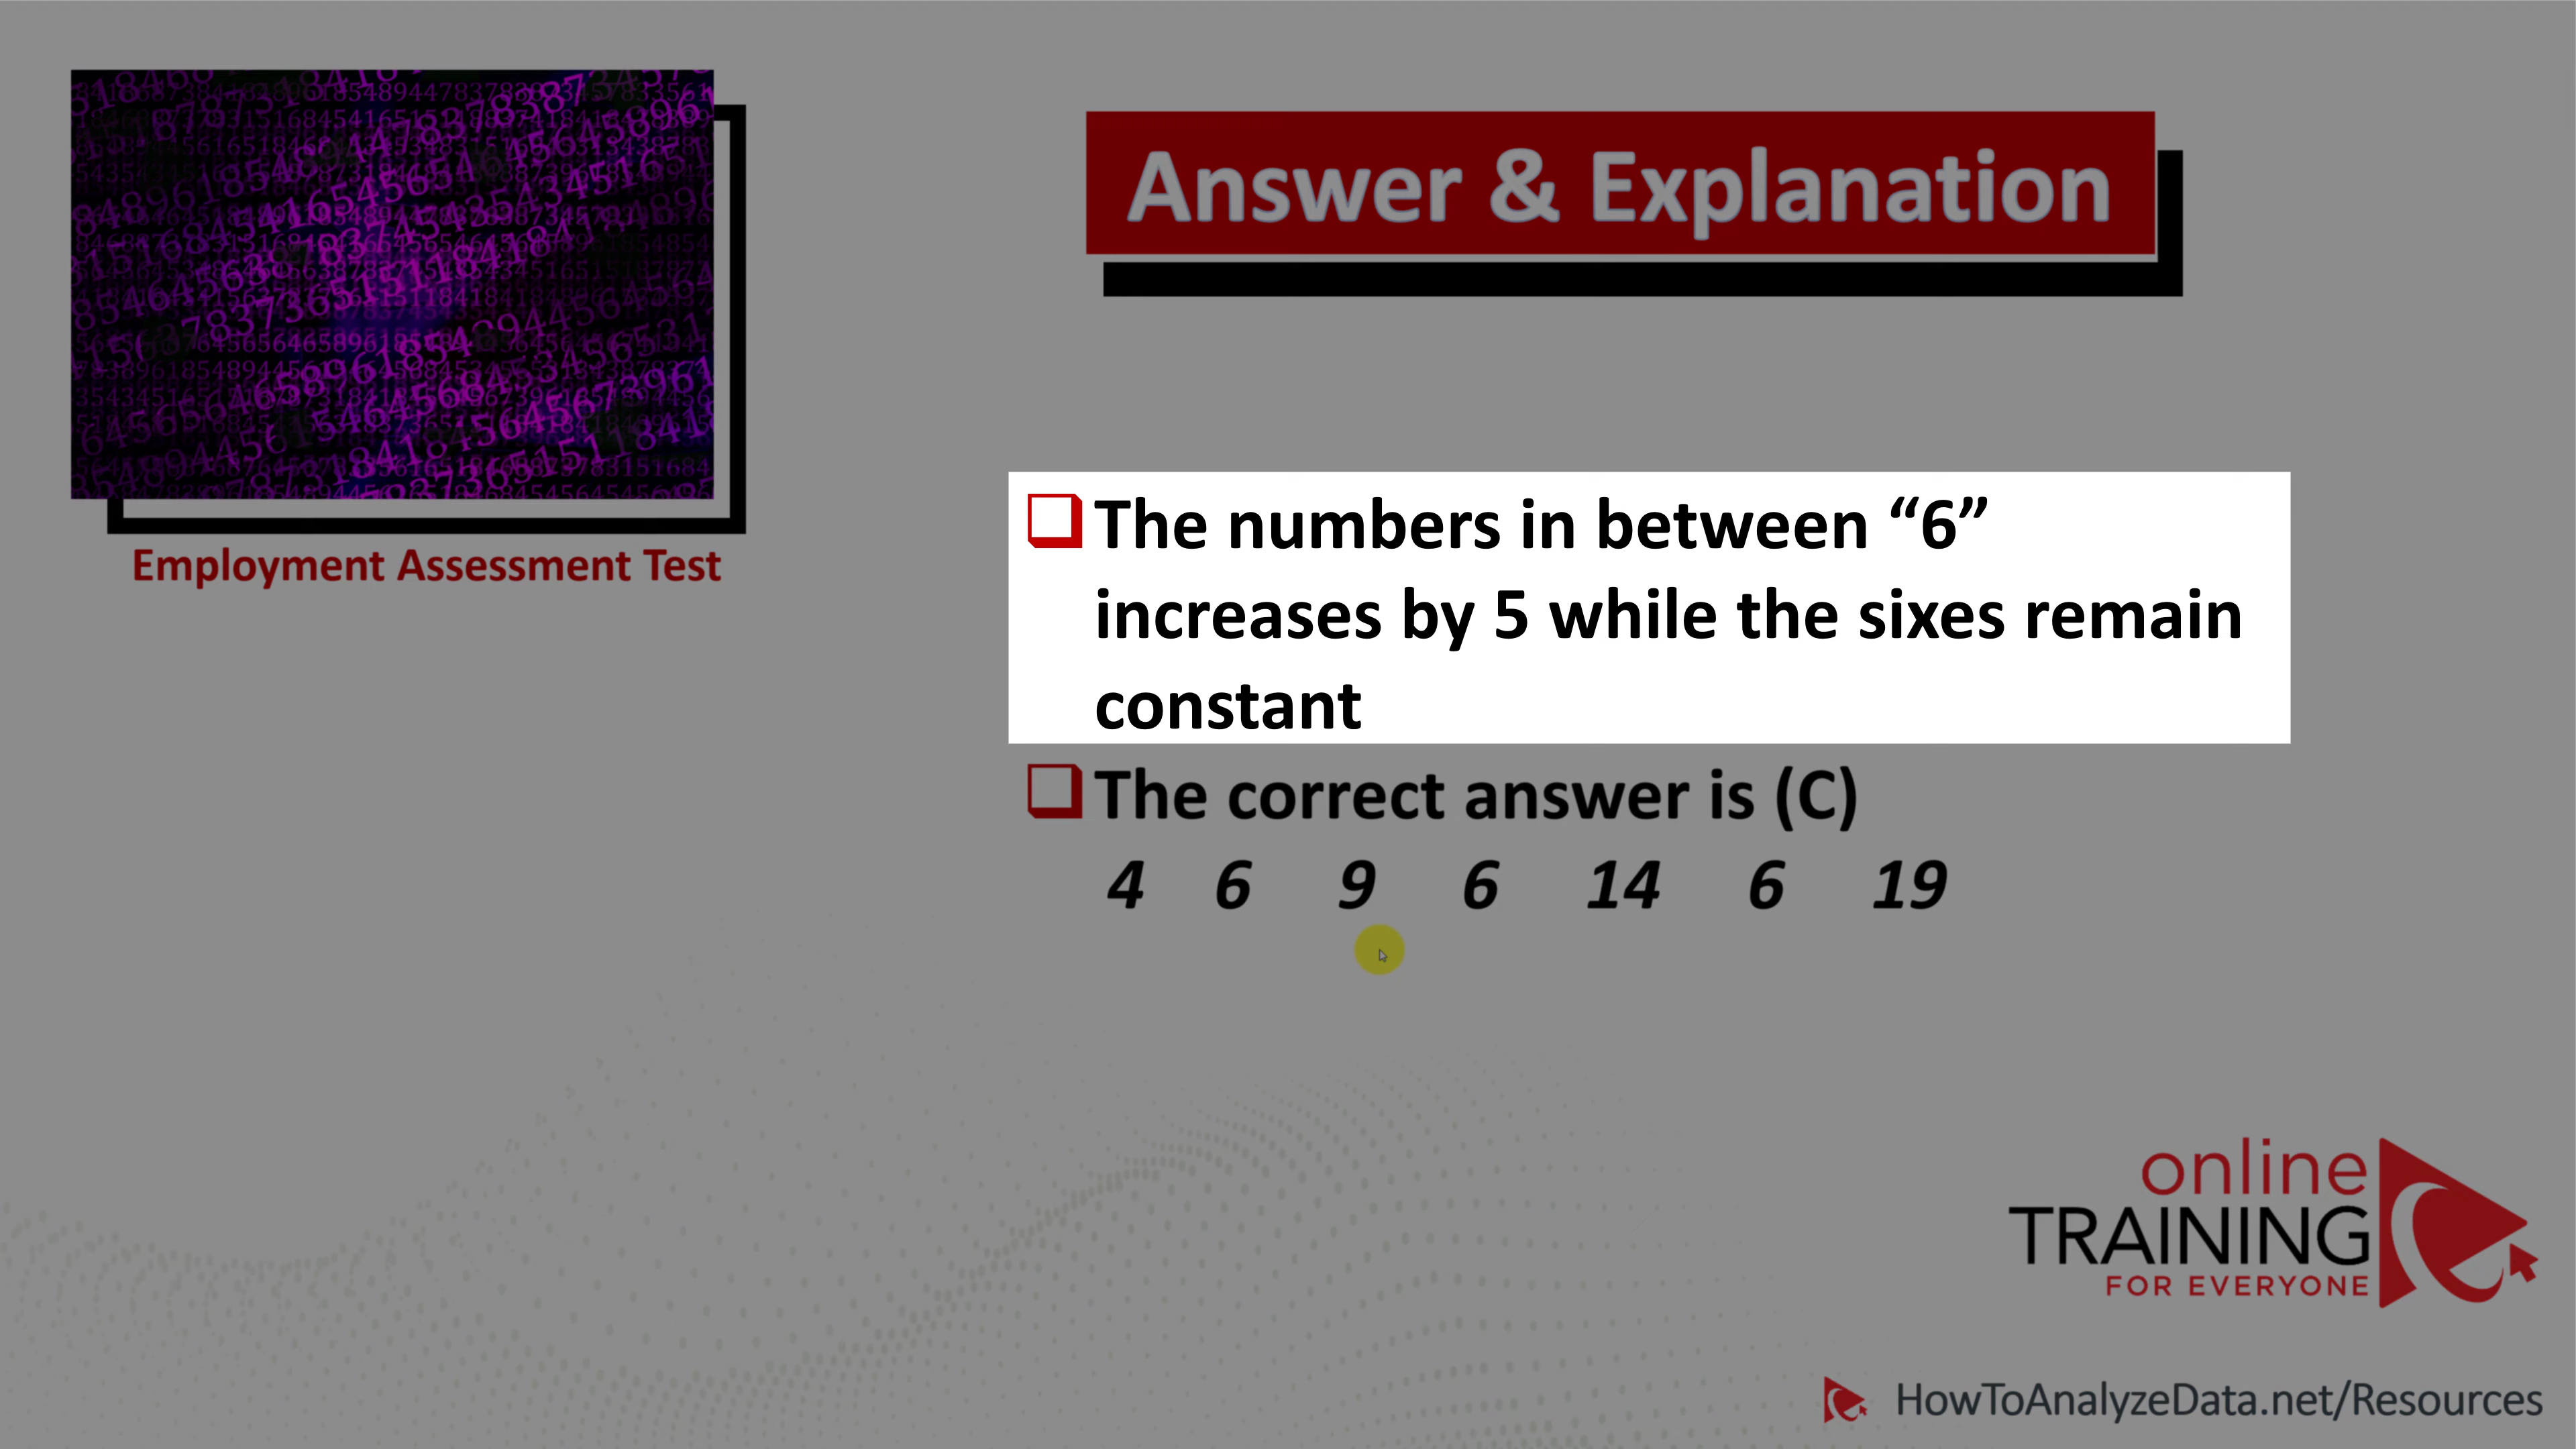 Answer & Explanation
Employment Assessment Test
The numbers in between “6”
increases by 5 while the sixes remain
constant
The correct answer is (C)
4 6 9 6 14 6 19
online
TRAINING
FOR EVERYONE
HowToAnalyzeData.net/Resources